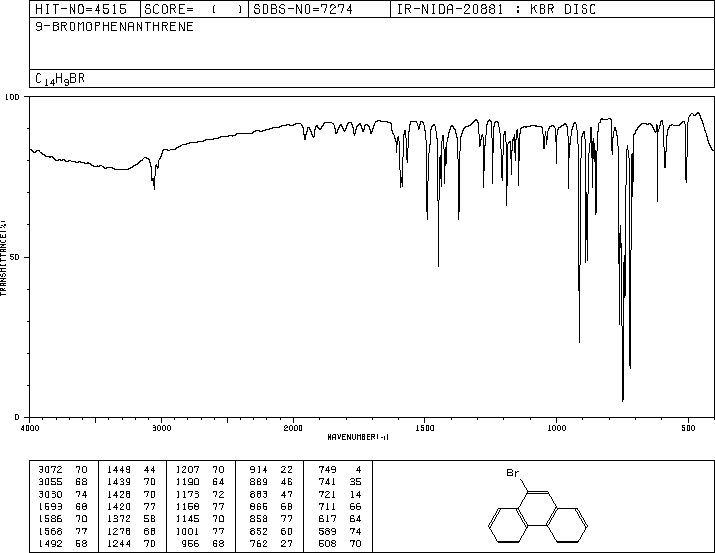 HIT-NO=4515 SCORE= ( ) SDBS-NO=7274 IR-NIDA-20881 : KBR DISC
9-BROMOPHENANTHRENE
C14H9BR
100
50
0
TRANSMITTANCE(%)
4000 3000 2000 1500 1000 500
WAVENUMBER(-1)
3072 70 1449 44 1207 70 914 22 749 4
3055 68 1439 70 1190 64 889 46 741 35
3030 74 1428 70 1173 72 883 47 721 14
1593 68 1420 77 1158 77 866 68 711 66
1586 70 1372 58 1145 70 858 77 617 64
1568 77 1278 68 1001 77 852 60 589 74
1492 68 1244 70 956 68 762 27 508 70
Br